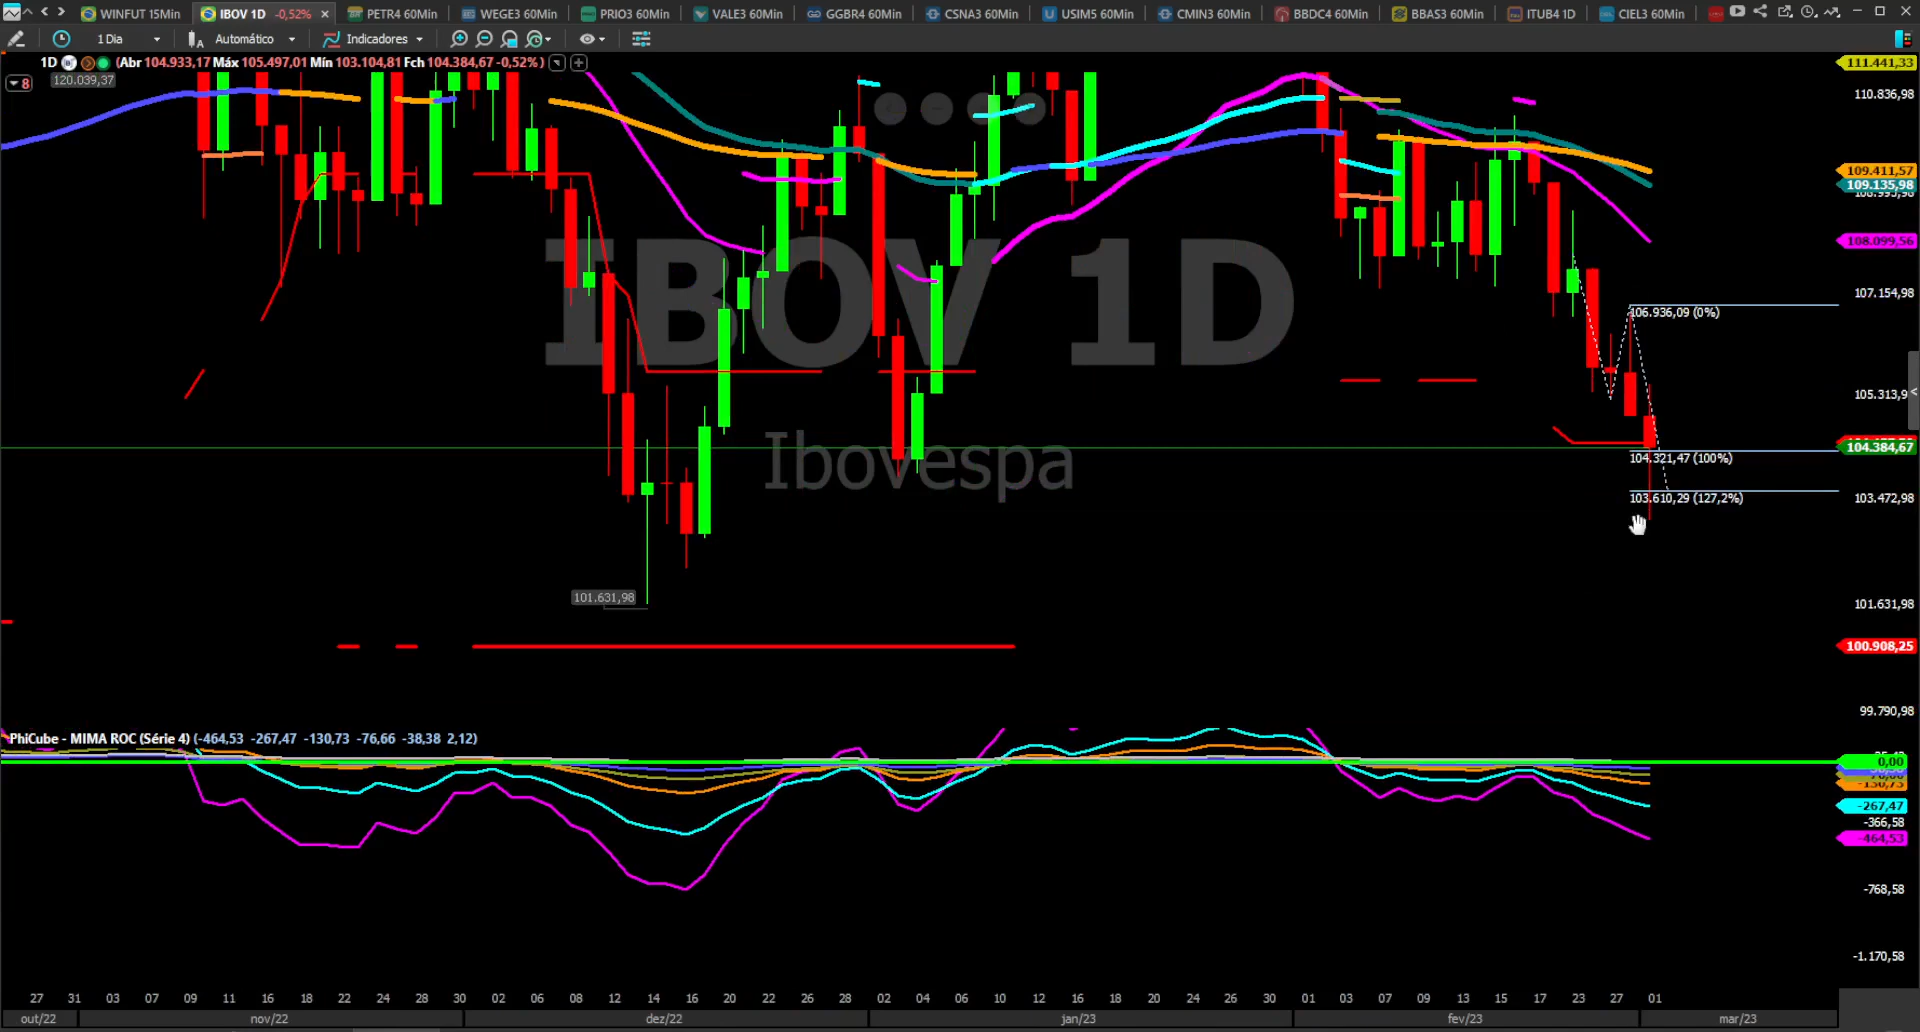 WINFUT 15Min
IBOV 1D -0,52%
PETR4 60Min
WEGE3 60Min
PRIO3 60Min
VALE3 60Min
GGBR4 60Min
CSNA3 60Min
USIM5 60Min
CMIN3 60Min
BBDC4 60Min
BBAS3 60Min
ITUB4 1D
CIEL3 60Min
1 Dia
Automático
Indicadores
1D (Abr 104.933,17 Máx 105.497,01 Mín 103.104,81 Fch 104.384,67 -0,52%)
8
120.039,37
111.441,33
110.836,98
109.411,57
109.135,98
108.099,56
IBOV 1D
107.154,98
106.936,09 (0%)
105.313,9
Ibovespa
104.384,67
104.321,47 (100%)
103.472,98
103.610,29 (127,2%)
101.631,98
101.631,98
100.908,25
99.790,98
PhiCube - MIMA ROC (Série 4) (-464,53 -267,47 -130,73 -76,66 -38,38 2,12)
0,00
-267,47
-366,58
-464,53
-768,58
-1.170,58
27 31 03 07 09 11 16 18 22 24 28 30 02 06 08 12 14 16 20 22 26 28 02 04 06 10 12 16 18 20 24 26 30 01 03 07 09 13 15 17 23 27 01
out/22 nov/22 dez/22 jan/23 fev/23 mar/23